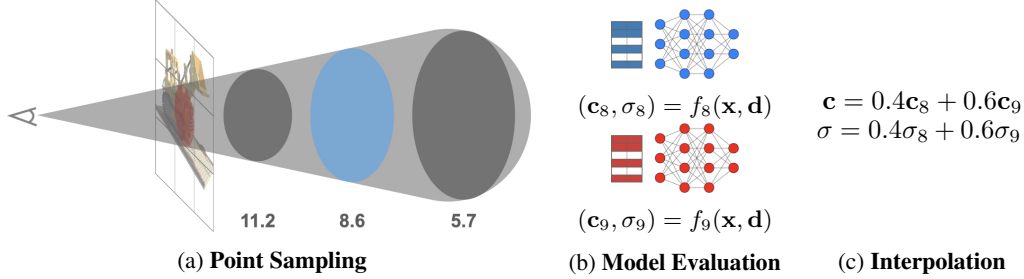 11.2
8.6
5.7
(a) Point Sampling
(c₈, σ₈) = f₈(x, d)
(c₉, σ₉) = f₉(x, d)
(b) Model Evaluation
c = 0.4c₈ + 0.6c₉
σ = 0.4σ₈ + 0.6σ₉
(c) Interpolation